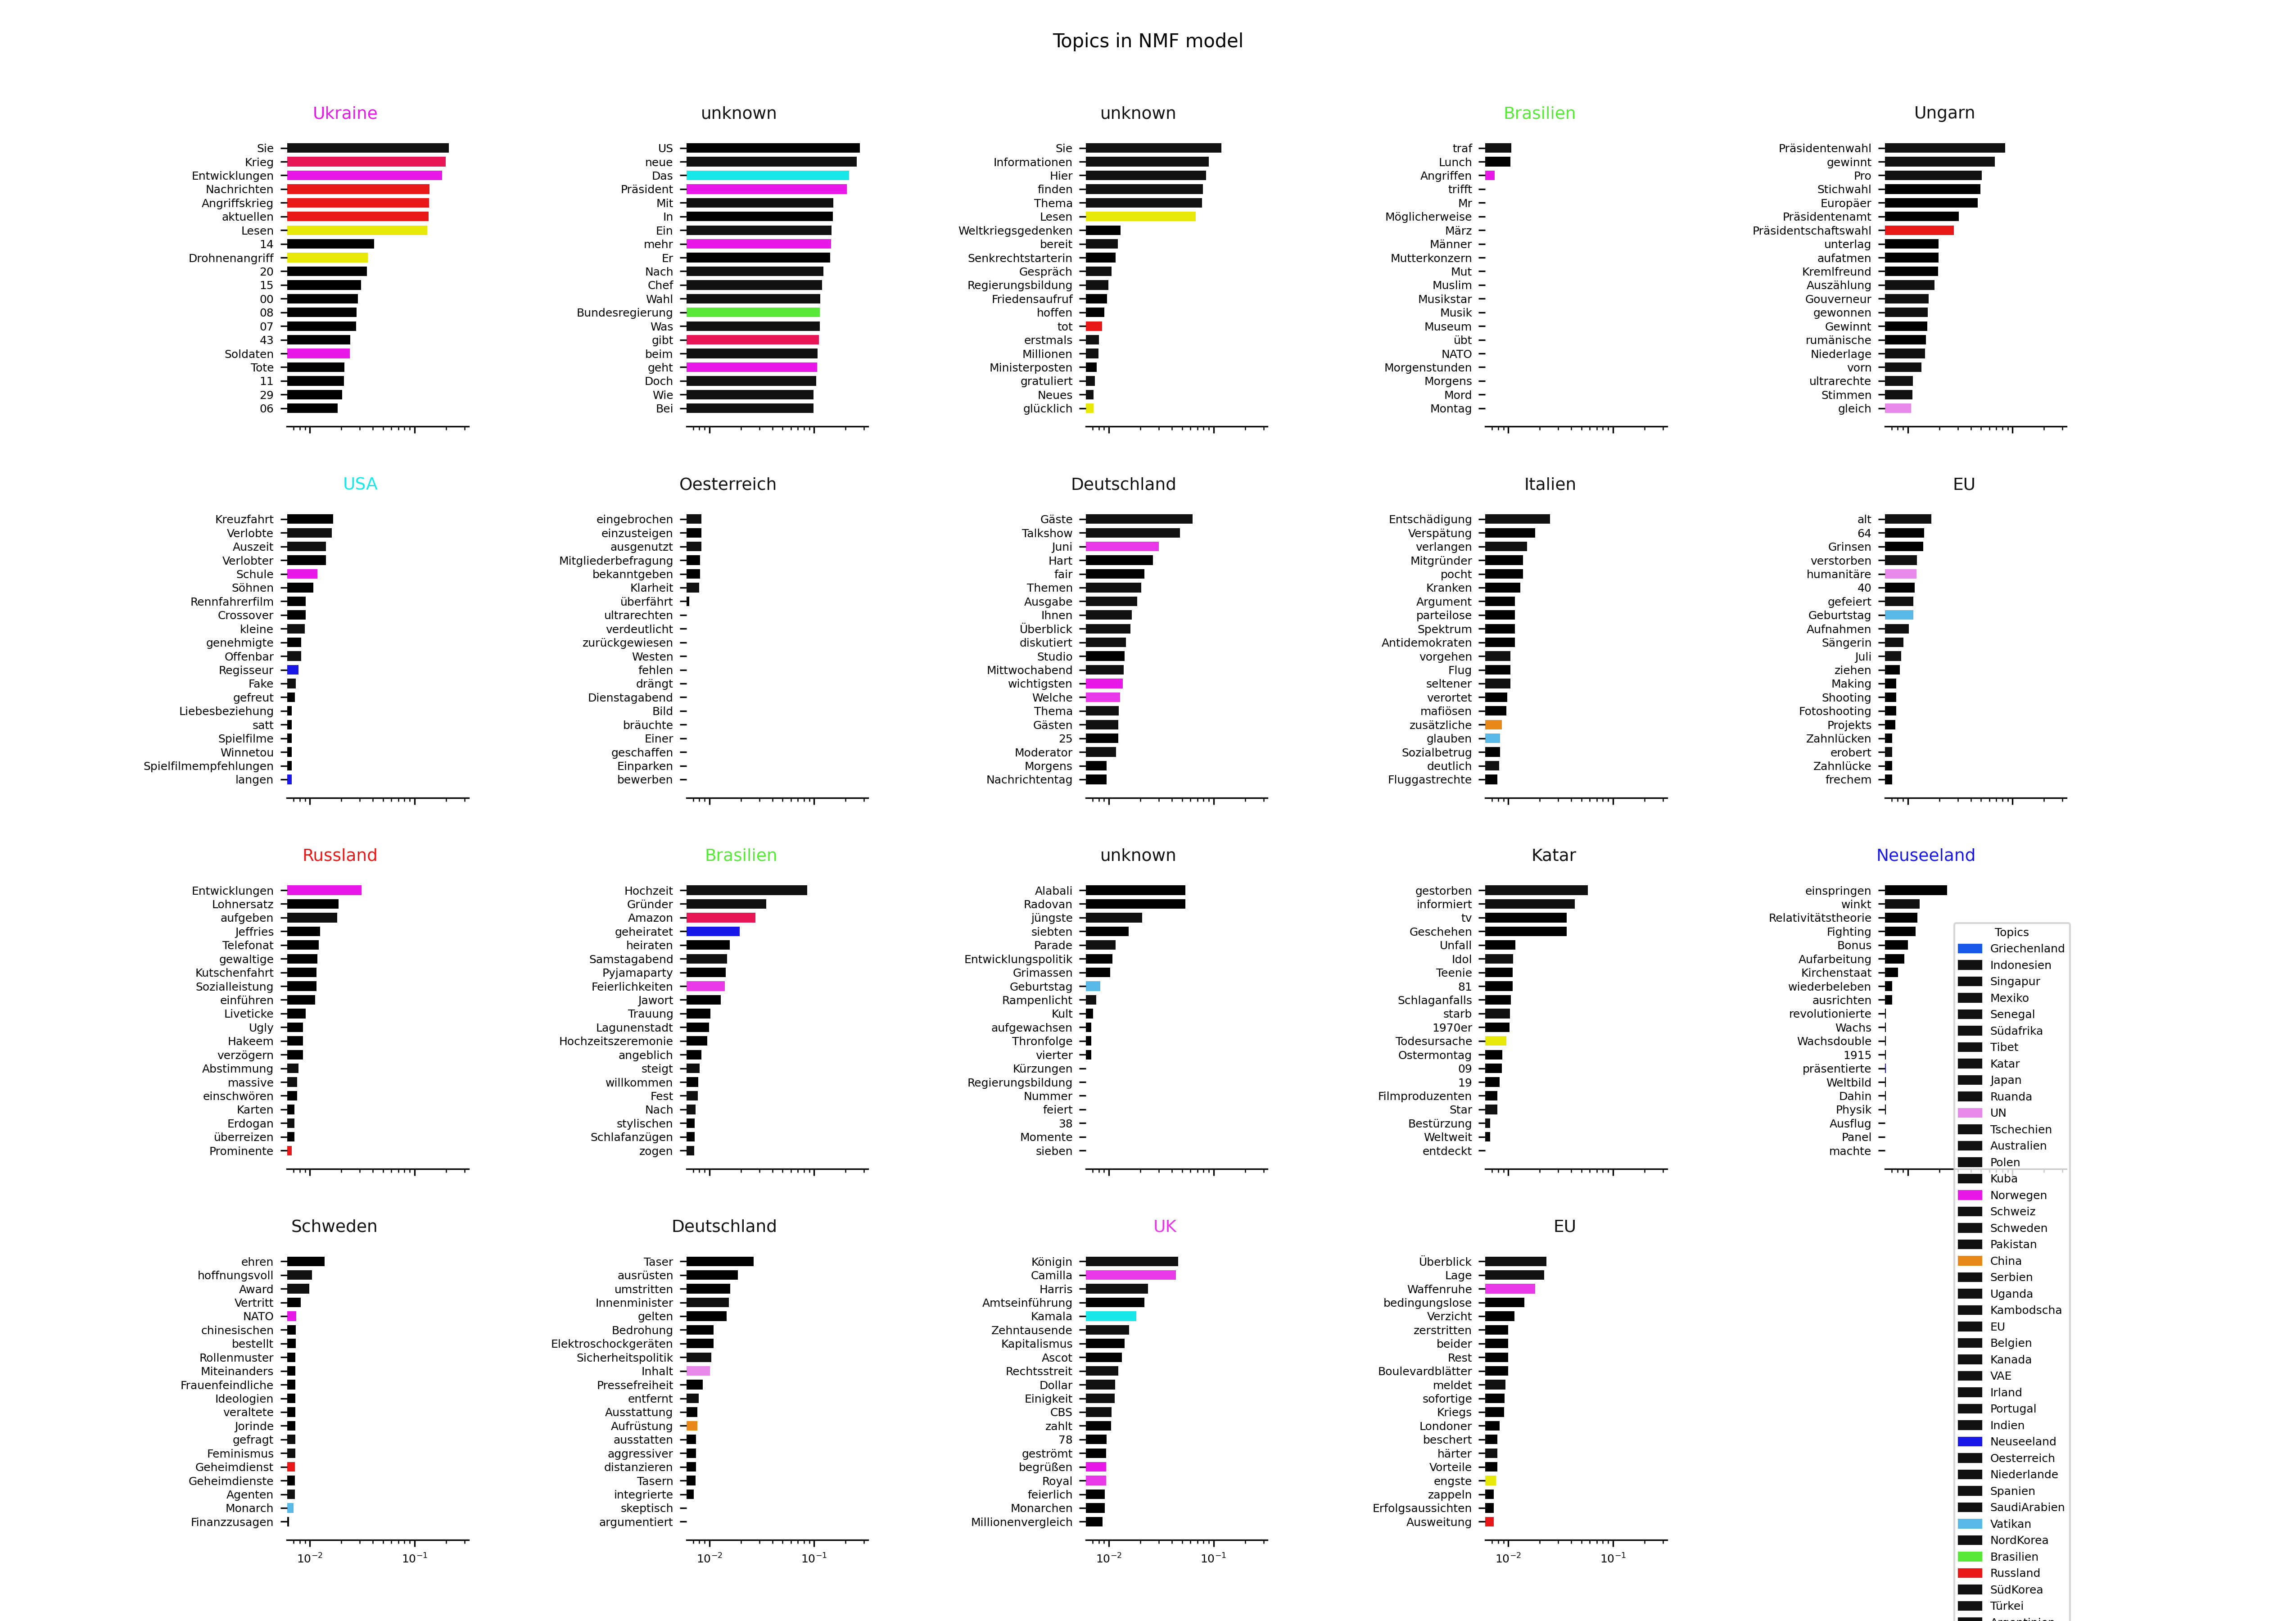 Topics in NMF model
Ukraine
Sie
Krieg
Entwicklungen
Nachrichten
Angriffskrieg
aktuellen
Lesen
14
Drohnenangriff
20
15
00
08
07
43
Soldaten
Tote
11
29
06
unknown
US
neue
Das
Präsident
Mit
In
Ein
mehr
Er
Nach
Chef
Wahl
Bundesregierung
Was
gibt
beim
geht
Doch
Wie
Bei
unknown
Sie
Informationen
Hier
finden
Thema
Lesen
Weltkriegsgedenken
bereit
Senkrechtstarterin
Gespräch
Regierungsbildung
Friedensaufruf
hoffen
tot
erstmals
Millionen
Ministerposten
gratuliert
Neues
glücklich
Brasilien
traf
Lunch
Angriffen
trifft
Mr
Möglicherweise
März
Männer
Mutterkonzern
Mut
Muslim
Musikstar
Musik
Museum
übt
NATO
Morgenstunden
Morgens
Mord
Montag
Ungarn
Präsidentenwahl
gewinnt
Pro
Stichwahl
Europäer
Präsidentenamt
Präsidentschaftswahl
unterlag
aufatmen
Kremlfreund
Auszählung
Gouverneur
gewonnen
Gewinnt
rumänische
Niederlage
vorn
ultrarechte
Stimmen
gleich
USA
Kreuzfahrt
Verlobte
Auszeit
Verlobter
Schule
Söhnen
Rennfahrerfilm
Crossover
kleine
genehmigte
Offenbar
Regisseur
Fake
gefreut
Liebesbeziehung
satt
Spielfilme
Winnetou
Spielfilmempfehlungen
langen
Oesterreich
eingebrochen
einzusteigen
ausgenutzt
Mitgliederbefragung
bekanntgeben
Klarheit
überfährt
ultrarechten
verdeutlicht
zurückgewiesen
Westen
fehlen
drängt
Dienstagabend
Bild
bräuchte
Einer
geschaffen
Einparken
bewerben
Deutschland
Gäste
Talkshow
Juni
Hart
fair
Themen
Ausgabe
Ihnen
Überblick
diskutiert
Studio
Mittwochabend
wichtigsten
Welche
Thema
Gästen
25
Moderator
Morgens
Nachrichtentag
Italien
Entschädigung
Verspätung
verlangen
Mitgründer
pocht
Kranken
Argument
parteilose
Spektrum
Antidemokraten
vorgehen
Flug
seltener
verortet
mafiösen
zusätzliche
glauben
Sozialbetrug
deutlich
Fluggastrechte
EU
alt
64
Grinsen
verstorben
humanitäre
40
gefeiert
Geburtstag
Aufnahmen
Sängerin
Juli
ziehen
Making
Shooting
Fotoshooting
Projekts
Zahnlücken
erobert
Zahnlücke
frechem
Russland
Entwicklungen
Lohnersatz
aufgeben
Jeffries
Telefonat
gewaltige
Kutschenfahrt
Sozialleistung
einführen
Liveticke
Ugly
Hakeem
verzögern
Abstimmung
massive
einschwören
Karten
Erdogan
überreizen
Prominente
Brasilien
Hochzeit
Gründer
Amazon
geheiratet
heiraten
Samstagabend
Pyjamaparty
Feierlichkeiten
Jawort
Trauung
Lagunenstadt
Hochzeitszeremonie
angeblich
steigt
willkommen
Fest
Nach
stylischen
Schlafanzügen
zogen
unknown
Alabali
Radovan
jüngste
siebten
Parade
Entwicklungspolitik
Grimassen
Geburtstag
Rampenlicht
Kult
aufgewachsen
Thronfolge
vierter
Kürzungen
Regierungsbildung
Nummer
feiert
38
Momente
sieben
Katar
gestorben
informiert
tv
Geschehen
Unfall
Idol
Teenie
81
Schlaganfalls
starb
1970er
Todesursache
Ostermontag
09
19
Filmproduzenten
Star
Bestürzung
Weltweit
entdeckt
Neuseeland
einspringen
winkt
Relativitätstheorie
Fighting
Bonus
Aufarbeitung
Kirchenstaat
wiederbeleben
ausrichten
revolutionierte
Wachs
Wachsdouble
1915
präsentierte
Weltbild
Dahin
Physik
Ausflug
Panel
machte
Schweden
ehren
hoffnungsvoll
Award
Vertritt
NATO
chinesischen
bestellt
Rollenmuster
Miteinanders
Frauenfeindliche
Ideologien
veraltete
Jorinde
gefragt
Feminismus
Geheimdienst
Geheimdienste
Agenten
Monarch
Finanzzusagen
10⁻² 10⁻¹
Deutschland
Taser
ausrüsten
umstritten
Innenminister
gelten
Bedrohung
Elektroschockgeräten
Sicherheitspolitik
Inhalt
Pressefreiheit
entfernt
Ausstattung
Aufrüstung
ausstatten
aggressiver
distanzieren
Tasern
integrierte
skeptisch
argumentiert
10⁻² 10⁻¹
UK
Königin
Camilla
Harris
Amtseinführung
Kamala
Zehntausende
Kapitalismus
Ascot
Rechtsstreit
Dollar
Einigkeit
CBS
zahlt
78
geströmt
begrüßen
Royal
feierlich
Monarchen
Millionenvergleich
10⁻² 10⁻¹
EU
Überblick
Lage
Waffenruhe
bedingungslose
Verzicht
zerstritten
beider
Rest
Boulevardblätter
meldet
sofortige
Kriegs
Londoner
beschert
härter
Vorteile
engste
zappeln
Erfolgsaussichten
Ausweitung
10⁻² 10⁻¹
Topics
Griechenland
Indonesien
Singapur
Mexiko
Senegal
Südafrika
Tibet
Katar
Japan
Ruanda
UN
Tschechien
Australien
Polen
Kuba
Norwegen
Schweiz
Schweden
Pakistan
China
Serbien
Uganda
Kambodscha
EU
Belgien
Kanada
VAE
Irland
Portugal
Indien
Neuseeland
Oesterreich
Niederlande
Spanien
SaudiArabien
Vatikan
NordKorea
Brasilien
Russland
SüdKorea
Türkei